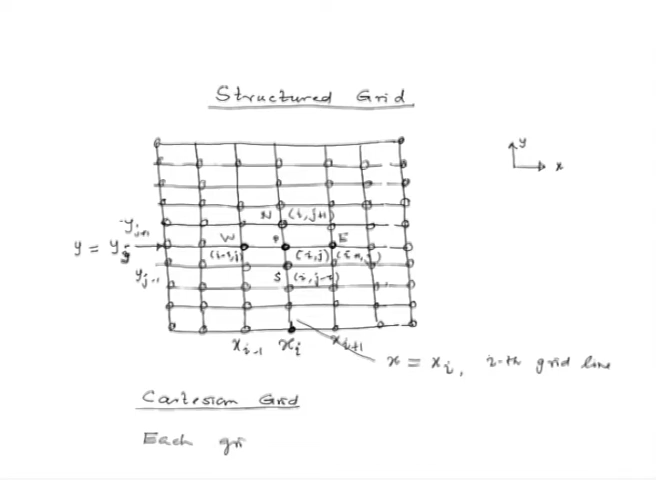 Structured Grid
y
x
N (i, j+1)
y_{j+1}
W P E
y = y_j
(i-1, j) (i, j) (i+1, j)
y_{j-1}
S (i, j-1)
x_{i-1} x_i x_{i+1}
x = x_i, i-th grid line
Cartesian Grid
Each gri